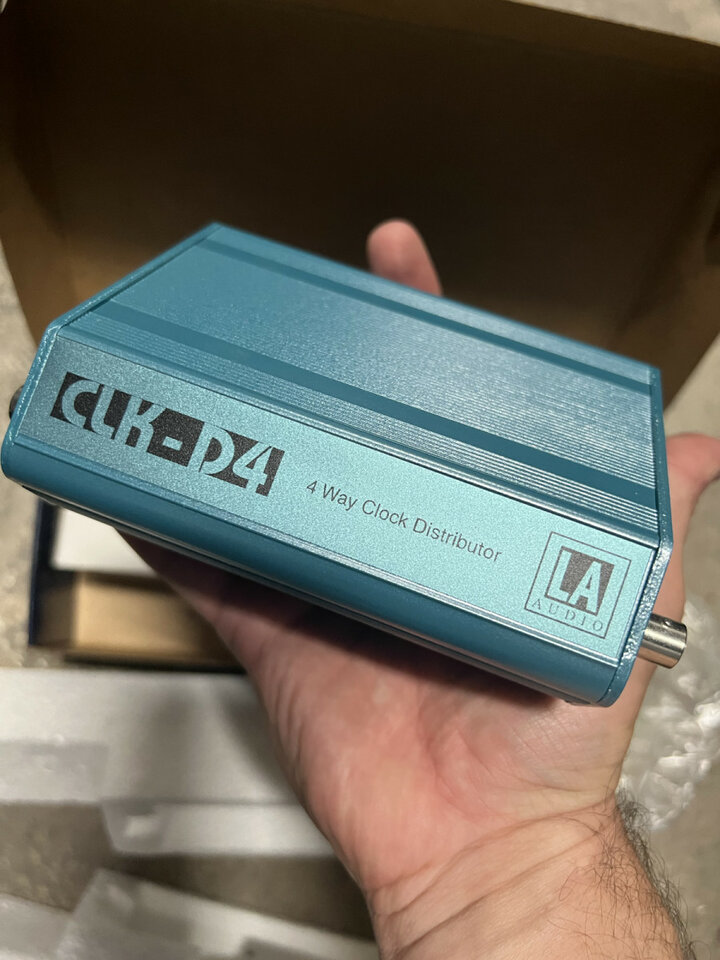 CLK-D4
4 Way Clock Distributor
LA
AUDIO